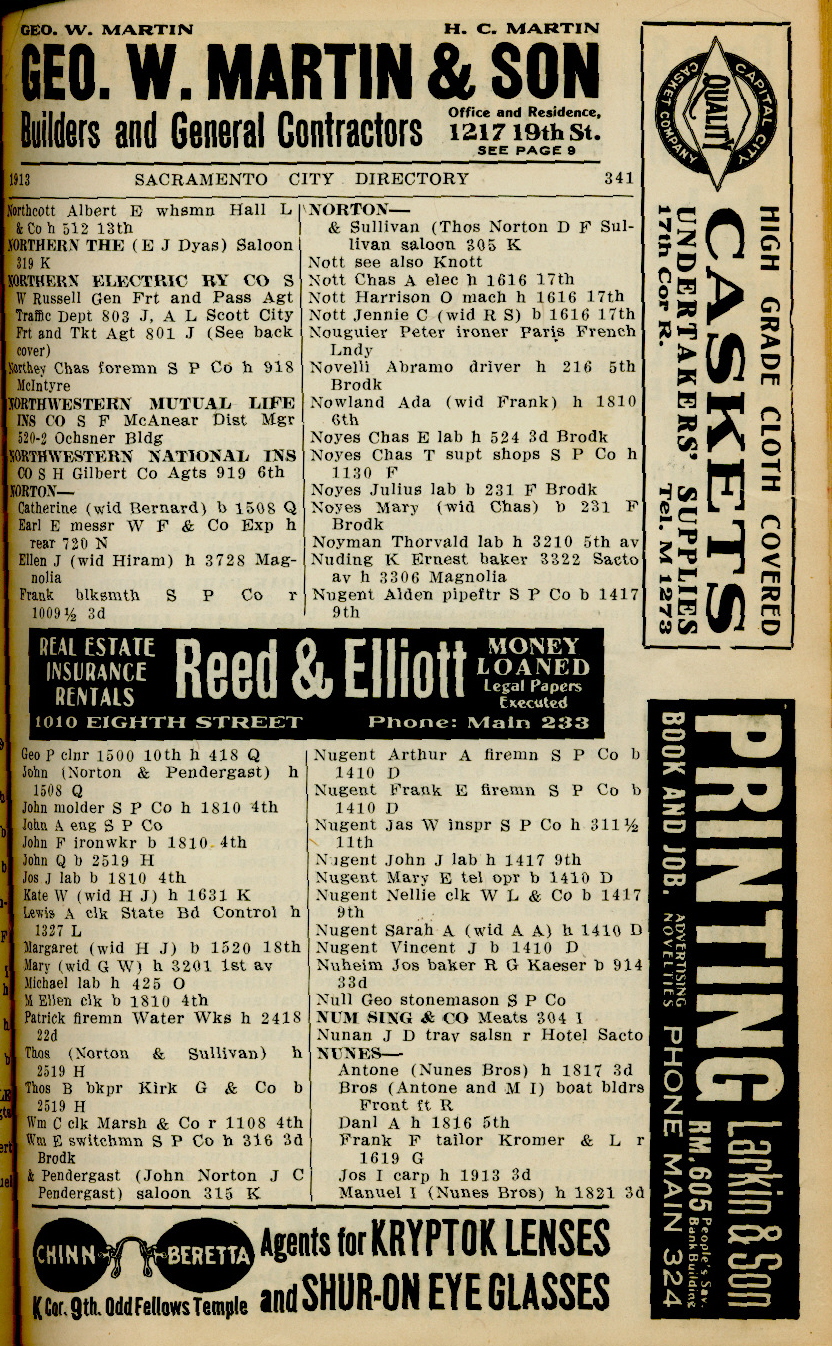 GEO. W. MARTIN H. C. MARTIN
GEO. W. MARTIN & SON
Builders and General Contractors
Office and Residence,
1217 19th St.
SEE PAGE 9
1913 SACRAMENTO CITY DIRECTORY 341
Northcott Albert E whsmn Hall L
& Co h 512 13th
NORTHERN THE (E J Dyas) Saloon
319 K
NORTHERN ELECTRIC RY CO S
W Russell Gen Frt and Pass Agt
Traffic Dept 803 J, A L Scott City
Frt and Tkt Agt 801 J (See back
cover)
Northey Chas foremn S P Co h 918
McIntyre
NORTHWESTERN MUTUAL LIFE
INS CO S F McAnear Dist Mgr
520-2 Ochsner Bldg
NORTHWESTERN NATIONAL INS
CO S H Gilbert Co Agts 919 6th
NORTON—
Catherine (wid Bernard) b 1508 Q
Earl E messr W F & Co Exp h
rear 720 N
Ellen J (wid Hiram) h 3728 Mag-
nolia
Frank blksmth S P Co r
1009½ 3d
NORTON—
& Sullivan (Thos Norton D F Sul-
livan saloon 305 K
Nott see also Knott
Nott Chas A elec h 1616 17th
Nott Harrison O mach h 1616 17th
Nott Jennie C (wid R S) b 1616 17th
Nouguier Peter ironer Paris French
Lndy
Novelli Abramo driver h 216 5th
Brodk
Nowland Ada (wid Frank) h 1810
6th
Noyes Chas E lab h 524 3d Brodk
Noyes Chas T supt shops S P Co h
1130 F
Noyes Julius lab b 231 F Brodk
Noyes Mary (wid Chas) b 231 F
Brodk
Noyman Thorvald lab h 3210 5th av
Nuding K Ernest baker 3322 Sacto
av h 3306 Magnolia
Nugent Alden pipeftr S P Co b 1417
9th
REAL ESTATE
INSURANCE
RENTALS
Reed & Elliott
MONEY
LOANED
Legal Papers
Executed
1010 EIGHTH STREET Phone: Main 233
Geo P clnr 1500 10th h 418 Q
John (Norton & Pendergast) h
1508 Q
John molder S P Co h 1810 4th
John A eng S P Co
John F ironwkr b 1810 4th
John Q b 2519 H
Jos J lab b 1810 4th
Kate W (wid H J) h 1631 K
Lewis A clk State Bd Control h
1327 L
Margaret (wid H J) b 1520 18th
Mary (wid G W) h 3201 1st av
Michael lab h 425 O
M Ellen clk b 1810 4th
Patrick firemn Water Wks h 2418
22d
Thos (Norton & Sullivan) h
2519 H
Thos B bkpr Kirk G & Co b
2519 H
Wm C clk Marsh & Co r 1108 4th
Wm E switchmn S P Co h 316 3d
Brodk
& Pendergast (John Norton J C
Pendergast) saloon 315 K
Nugent Arthur A firemn S P Co b
1410 D
Nugent Frank E firemn S P Co b
1410 D
Nugent Jas W inspr S P Co h 311½
11th
Nugent John J lab h 1417 9th
Nugent Mary E tel opr b 1410 D
Nugent Nellie clk W L & Co b 1417
9th
Nugent Sarah A (wid A A) h 1410 D
Nugent Vincent J b 1410 D
Nuheim Jos baker R G Kaeser b 914
33d
Null Geo stonemason S P Co
NUM SING & CO Meats 304 I
Nunan J D trav salsn r Hotel Sacto
NUNES—
Antone (Nunes Bros) h 1817 3d
Bros (Antone and M I) boat bldrs
Front ft R
Danl A h 1816 5th
Frank F tailor Kromer & L r
1619 G
Jos I carp h 1913 3d
Manuel I (Nunes Bros) h 1821 3d
CHINN BERETTA
K Cor. 9th. Odd Fellows Temple
Agents for KRYPTOK LENSES
and SHUR-ON EYE GLASSES
CAPITAL CITY
QUALITY
CASKET COMPANY
HIGH GRADE CLOTH COVERED
CASKETS
UNDERTAKERS' SUPPLIES
17th Cor R. Tel. M 1273
PRINTING
BOOK AND JOB.
ADVERTISING
NOVELTIES
PHONE MAIN 324
Larkin & Son
RM. 605 People's Sav.
Bank Building